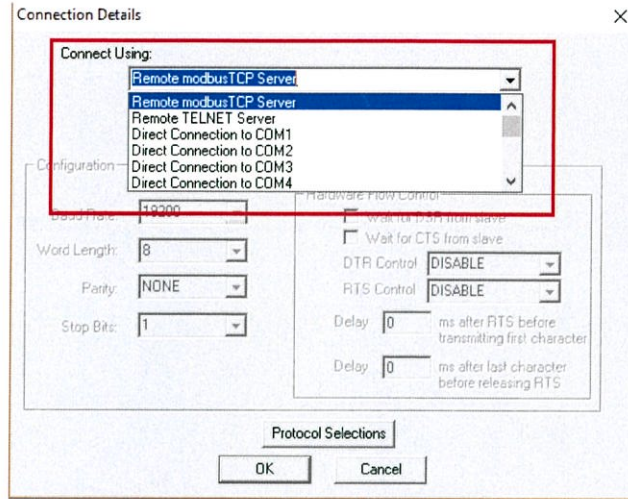 Connection Details
Connect Using:
Remote modbusTCP Server
Remote modbusTCP Server
Remote TELNET Server
Direct Connection to COM1
Direct Connection to COM2
Direct Connection to COM3
Direct Connection to COM4
Configuration
Baud Rate: 19200
Word Length: 8
Parity: NONE
Stop Bits: 1
Hardware Flow Control
Wait for DSR from slave
Wait for CTS from slave
DTR Control DISABLE
RTS Control DISABLE
Delay 0 ms after RTS before
transmitting first character
Delay 0 ms after last character
before releasing RTS
Protocol Selections
OK Cancel